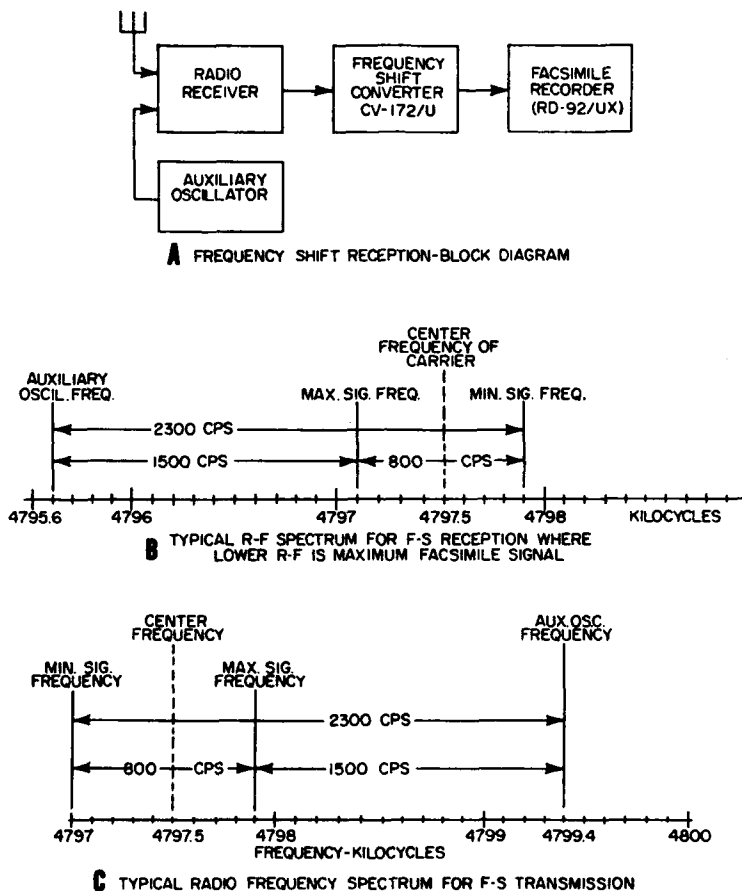 RADIO
RECEIVER
FREQUENCY
SHIFT
CONVERTER
CV-172/U
FACSIMILE
RECORDER
(RD-92/UX)
AUXILIARY
OSCILLATOR
A FREQUENCY SHIFT RECEPTION-BLOCK DIAGRAM
CENTER
FREQUENCY OF
CARRIER
AUXILIARY
OSCIL. FREQ.
MAX. SIG. FREQ.
MIN. SIG. FREQ.
2300 CPS
1500 CPS
800 CPS
4795.6 4796 4797 4797.5 4798 KILOCYCLES
B TYPICAL R-F SPECTRUM FOR F-S RECEPTION WHERE
LOWER R-F IS MAXIMUM FACSIMILE SIGNAL
CENTER
FREQUENCY
AUX. OSC.
FREQUENCY
MIN. SIG.
FREQUENCY
MAX. SIG.
FREQUENCY
2300 CPS
800 CPS
1500 CPS
4797 4797.5 4798 4799 4799.4 4800
FREQUENCY-KILOCYCLES
C TYPICAL RADIO FREQUENCY SPECTRUM FOR F-S TRANSMISSION